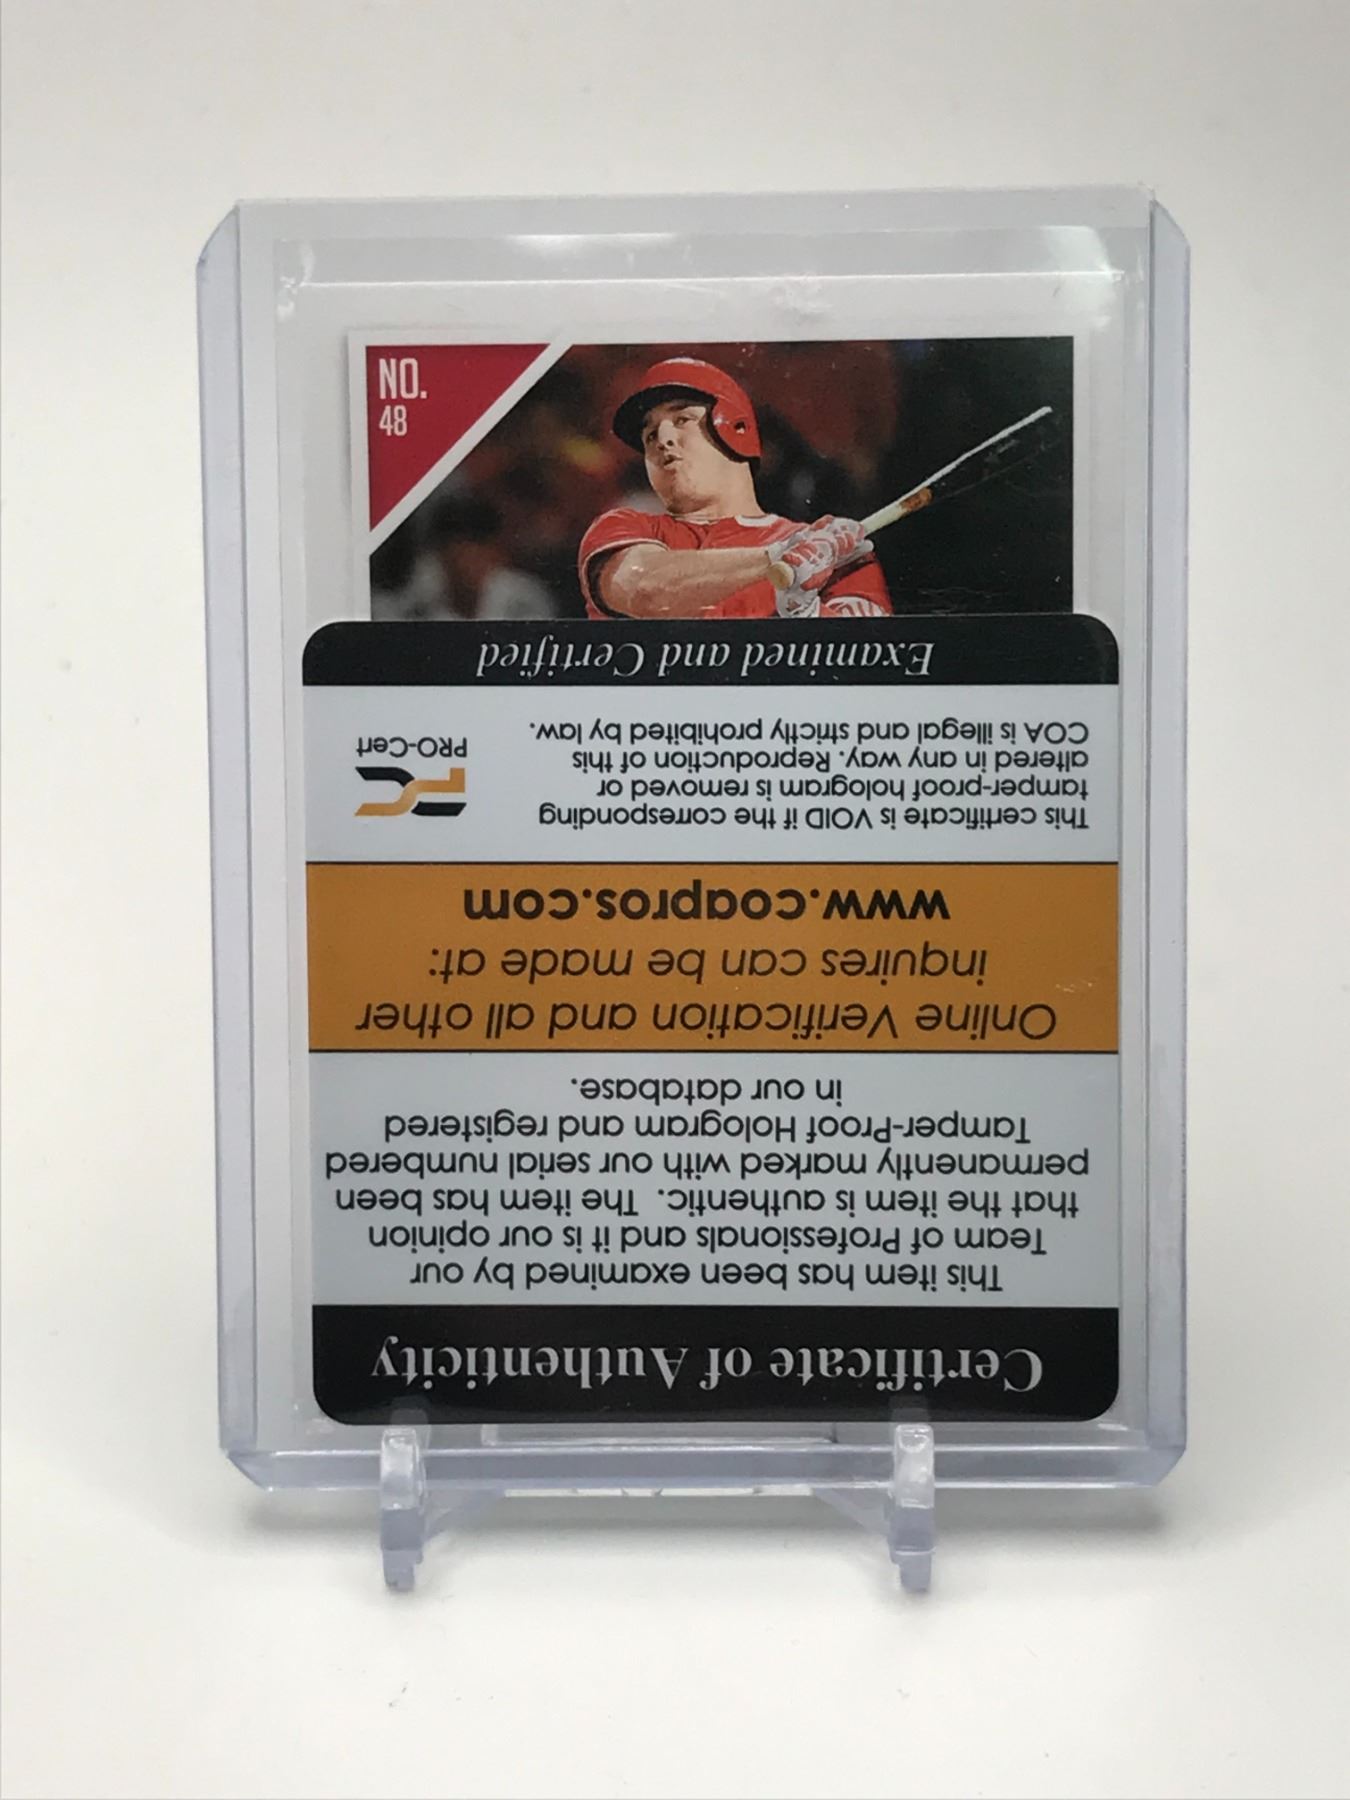 NO.
48
Certificate of Authenticity
This item has been examined by our
Team of Professionals and it is our opinion
that the item is authentic. The item has been
permanently marked with our serial numbered
Tamper-Proof Hologram and registered
in our database.
Online Verification and all other
inquires can be made at:
www.coapros.com
This certificate is VOID if the corresponding
tamper-proof hologram is removed or
altered in any way. Reproduction of this
COA is illegal and strictly prohibited by law.
PC
PRO-Cert
Examined and Certified